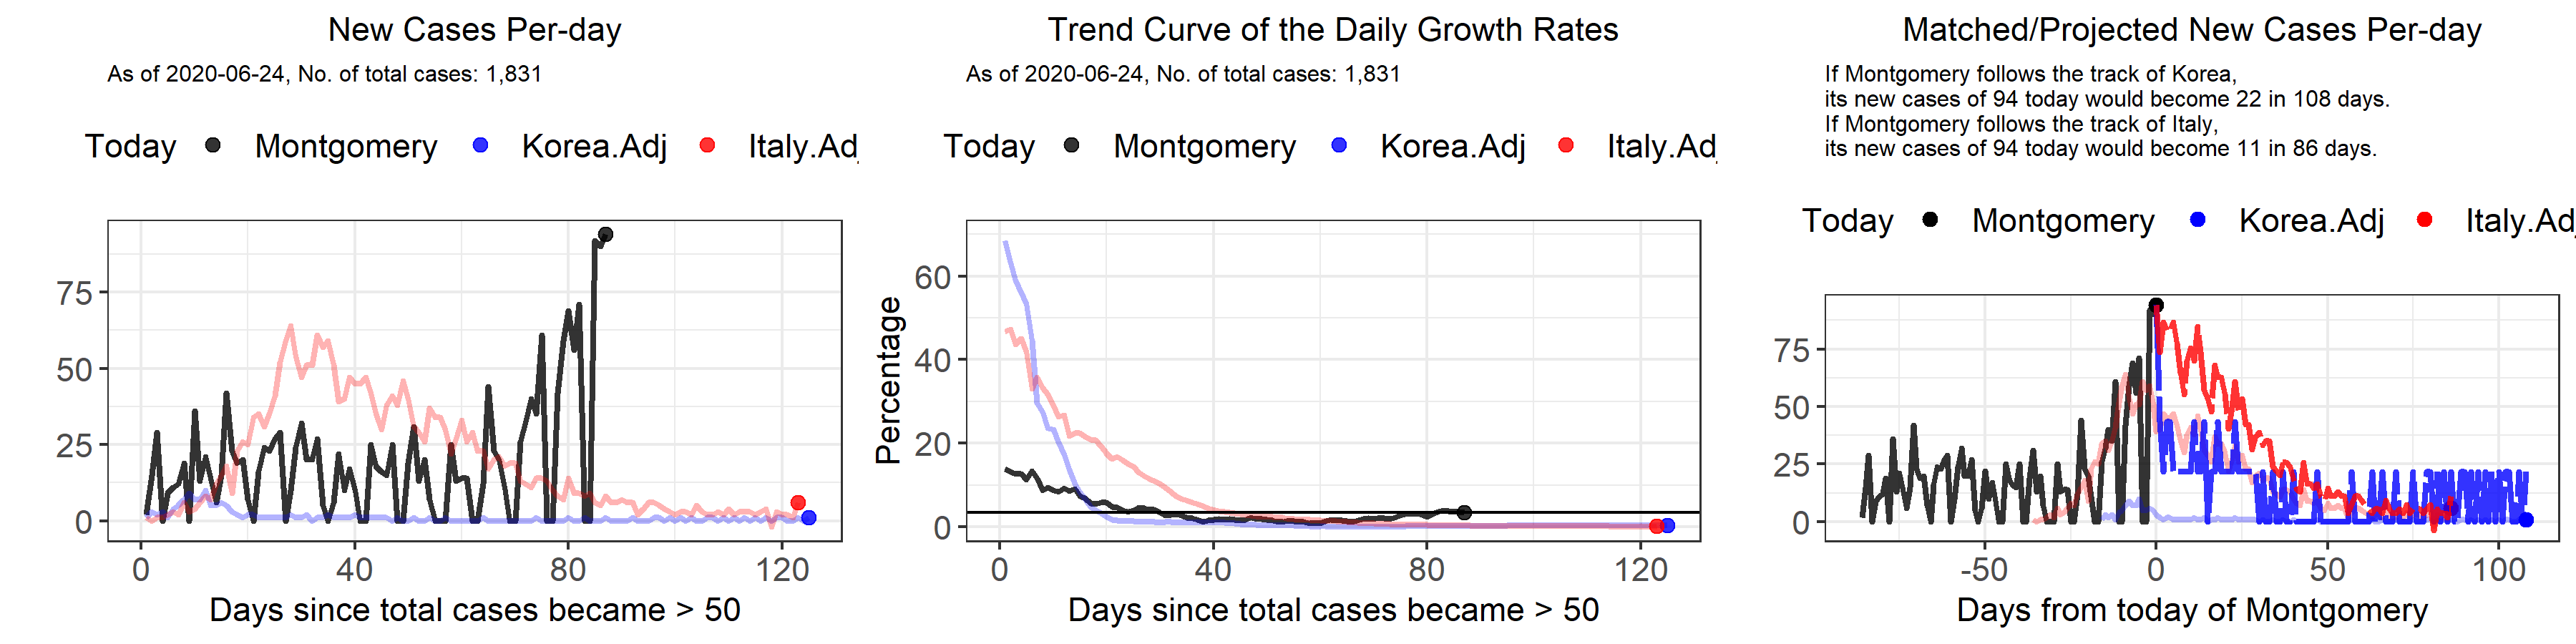 New Cases Per-day
As of 2020-06-24, No. of total cases: 1,831
Today Montgomery Korea.Adj Italy.Ad
75
50
25
0
0 40 80 120
Days since total cases became > 50
Trend Curve of the Daily Growth Rates
As of 2020-06-24, No. of total cases: 1,831
Today Montgomery Korea.Adj Italy.Ad
Percentage
60
40
20
0
0 40 80 120
Days since total cases became > 50
Matched/Projected New Cases Per-day
If Montgomery follows the track of Korea,
its new cases of 94 today would become 22 in 108 days.
If Montgomery follows the track of Italy,
its new cases of 94 today would become 11 in 86 days.
Today Montgomery Korea.Adj Italy.Ad
75
50
25
0
-50 0 50 100
Days from today of Montgomery